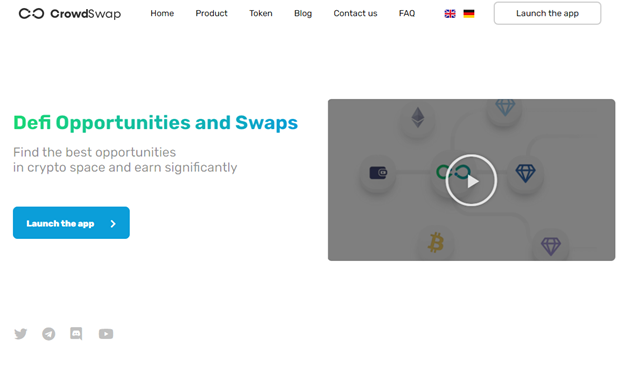 CrowdSwap Home Product Token Blog Contact us FAQ Launch the app
Defi Opportunities and Swaps
Find the best opportunities
in crypto space and earn significantly
Launch the app